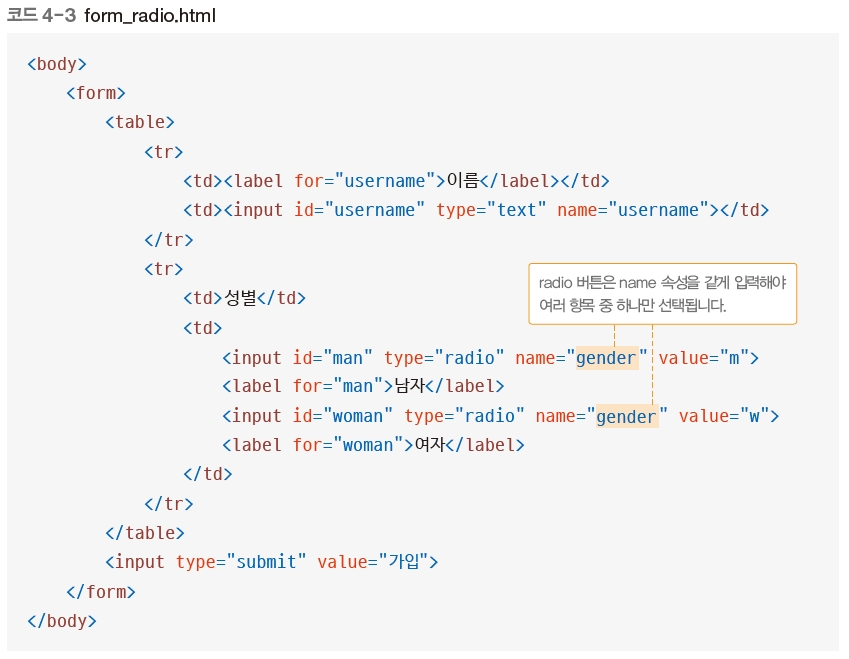 코드 4-3 form_radio.html
<body>
<form>
<table>
<tr>
<td><label for="username">이름</label></td>
<td><input id="username" type="text" name="username"></td>
</tr>
<tr>
radio 버튼은 name 속성을 같게 입력해야
여러 항목 중 하나만 선택됩니다.
<td>성별</td>
<td>
<input id="man" type="radio" name="gender" value="m">
<label for="man">남자</label>
<input id="woman" type="radio" name="gender" value="w">
<label for="woman">여자</label>
</td>
</tr>
</table>
<input type="submit" value="가입">
</form>
</body>